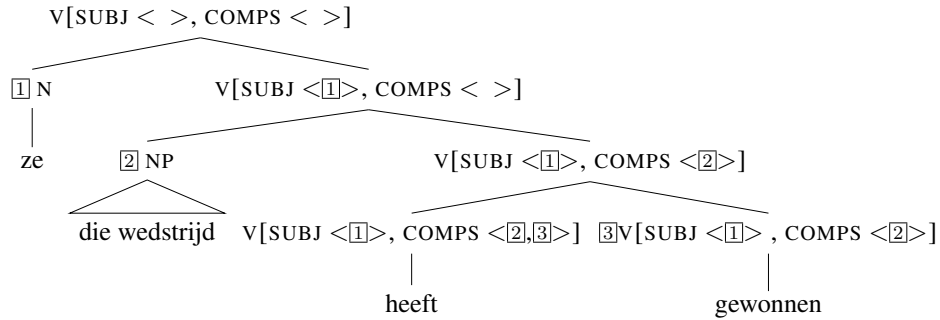 V[SUBJ < >, COMPS < >]
1 N V[SUBJ <1>, COMPS < >]
ze 2 NP V[SUBJ <1>, COMPS <2>]
die wedstrijd V[SUBJ <1>, COMPS <2,3>] 3V[SUBJ <1> , COMPS <2>]
heeft gewonnen